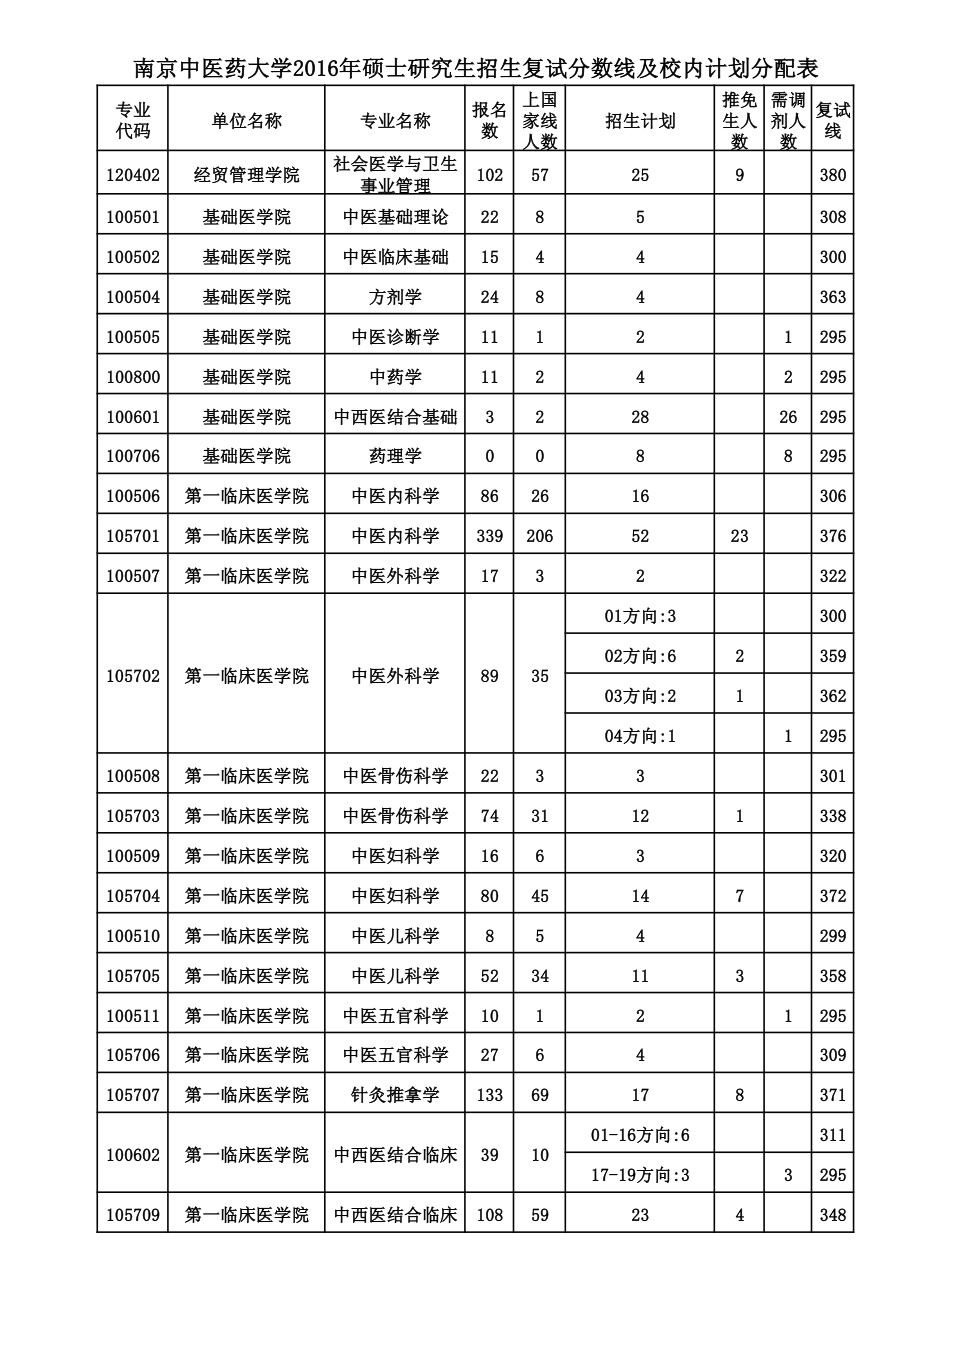 南京中医药大学2016年硕士研究生招生复试分数线及校内计划分配表
专业代码 单位名称 专业名称 报名数 上国家线人数 招生计划 推免生人数 需调剂人数 复试线
120402 经贸管理学院 社会医学与卫生事业管理 102 57 25 9 380
100501 基础医学院 中医基础理论 22 8 5 308
100502 基础医学院 中医临床基础 15 4 4 300
100504 基础医学院 方剂学 24 8 4 363
100505 基础医学院 中医诊断学 11 1 2 1 295
100800 基础医学院 中药学 11 2 4 2 295
100601 基础医学院 中西医结合基础 3 2 28 26 295
100706 基础医学院 药理学 0 0 8 8 295
100506 第一临床医学院 中医内科学 86 26 16 306
105701 第一临床医学院 中医内科学 339 206 52 23 376
100507 第一临床医学院 中医外科学 17 3 2 322
105702 第一临床医学院 中医外科学 89 35 01方向:3 300
02方向:6 2 359
03方向:2 1 362
04方向:1 1 295
100508 第一临床医学院 中医骨伤科学 22 3 3 301
105703 第一临床医学院 中医骨伤科学 74 31 12 1 338
100509 第一临床医学院 中医妇科学 16 6 3 320
105704 第一临床医学院 中医妇科学 80 45 14 7 372
100510 第一临床医学院 中医儿科学 8 5 4 299
105705 第一临床医学院 中医儿科学 52 34 11 3 358
100511 第一临床医学院 中医五官科学 10 1 2 1 295
105706 第一临床医学院 中医五官科学 27 6 4 309
105707 第一临床医学院 针灸推拿学 133 69 17 8 371
100602 第一临床医学院 中西医结合临床 39 10 01-16方向:6 311
17-19方向:3 3 295
105709 第一临床医学院 中西医结合临床 108 59 23 4 348